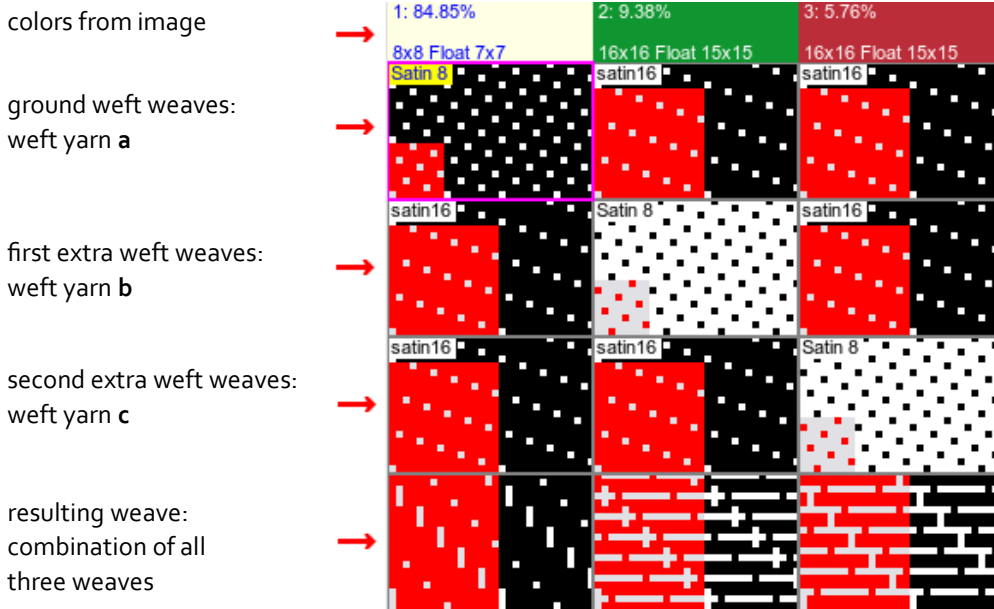 colors from image
1: 84.85%
2: 9.38%
3: 5.76%
8x8 Float 7x7
16x16 Float 15x15
16x16 Float 15x15
ground weft weaves:
weft yarn a
Satin 8
satin16
satin16
first extra weft weaves:
weft yarn b
satin16
Satin 8
satin16
second extra weft weaves:
weft yarn c
satin16
satin16
Satin 8
resulting weave:
combination of all
three weaves